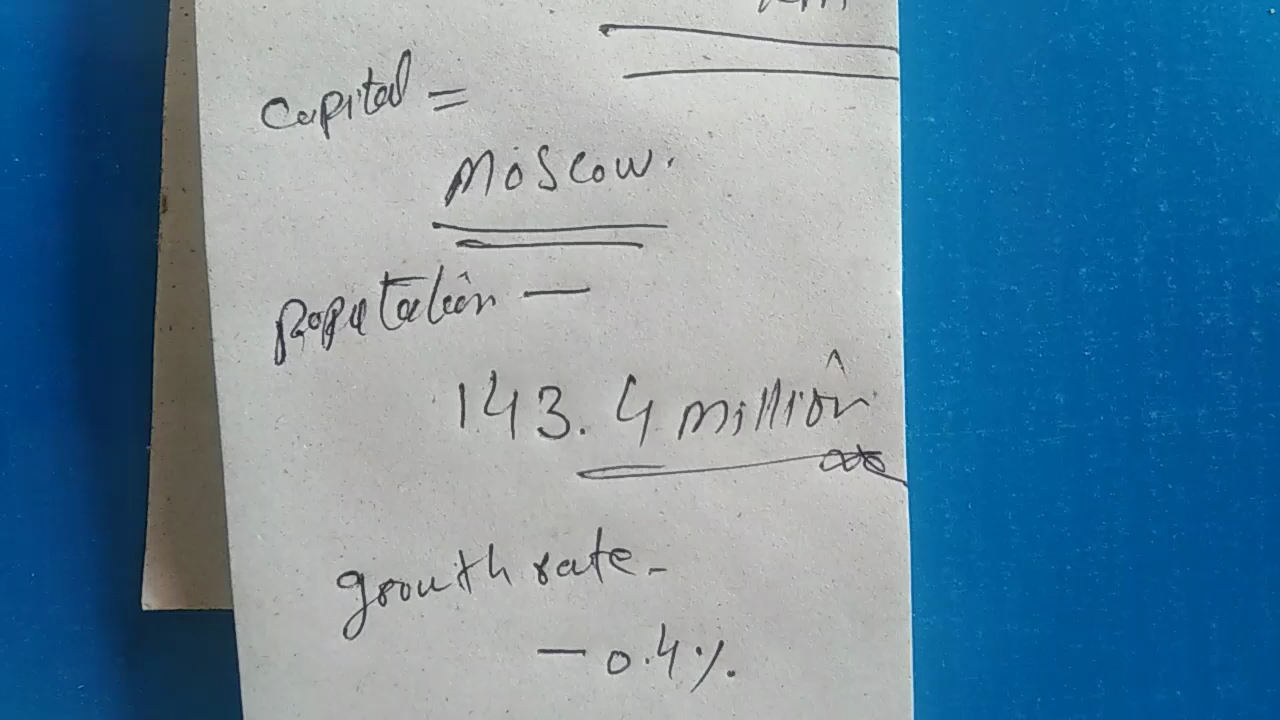 Capital =
Moscow.
Population —
143.4 million
growth rate -
— 0.4%.